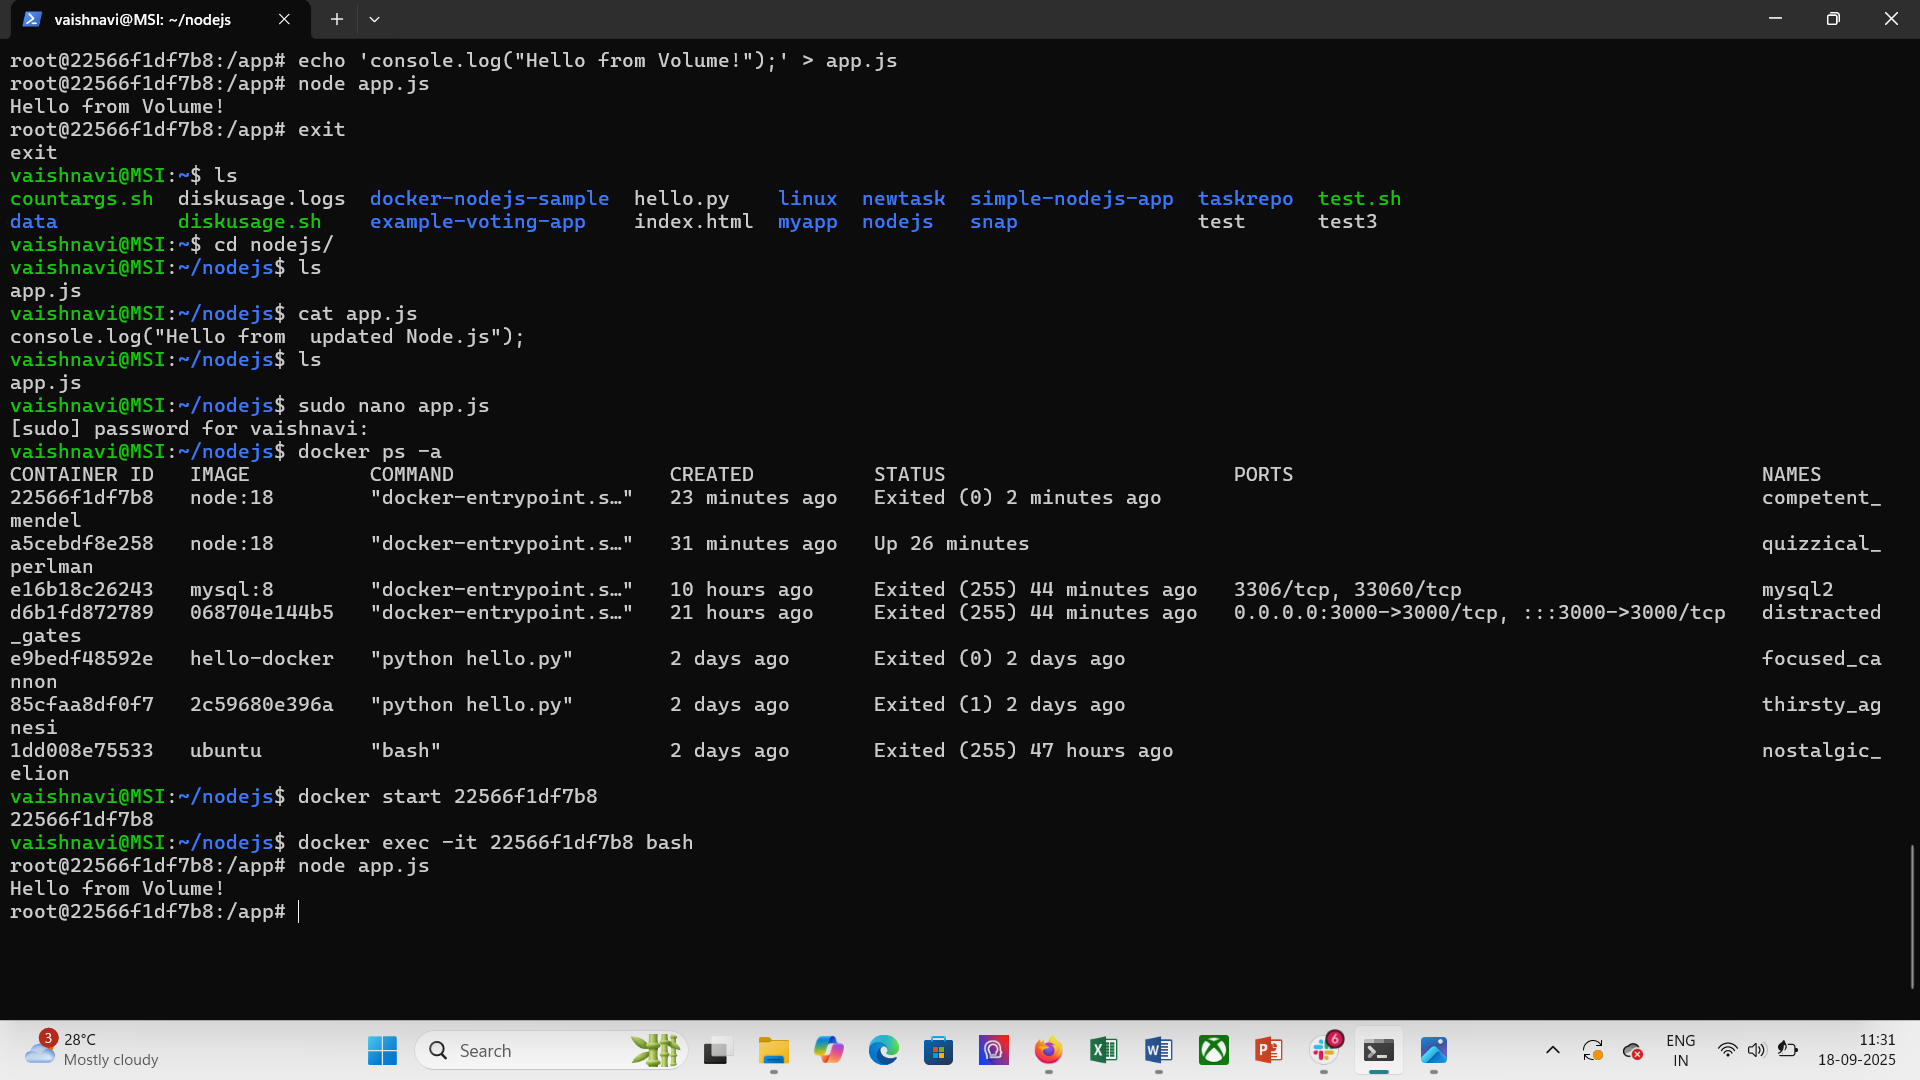 vaishnavi@MSI: ~/nodejs
root@22566f1df7b8:/app# echo 'console.log("Hello from Volume!");' > app.js
root@22566f1df7b8:/app# node app.js
Hello from Volume!
root@22566f1df7b8:/app# exit
exit
vaishnavi@MSI:~$ ls
countargs.sh  diskusage.logs  docker-nodejs-sample  hello.py    linux  newtask  simple-nodejs-app  taskrepo  test.sh
data          diskusage.sh    example-voting-app    index.html  myapp  nodejs   snap               test      test3
vaishnavi@MSI:~$ cd nodejs/
vaishnavi@MSI:~/nodejs$ ls
app.js
vaishnavi@MSI:~/nodejs$ cat app.js
console.log("Hello from  updated Node.js");
vaishnavi@MSI:~/nodejs$ ls
app.js
vaishnavi@MSI:~/nodejs$ sudo nano app.js
[sudo] password for vaishnavi:
vaishnavi@MSI:~/nodejs$ docker ps -a
CONTAINER ID   IMAGE          COMMAND                  CREATED          STATUS                        PORTS                                       NAMES
22566f1df7b8   node:18        "docker-entrypoint.s…"   23 minutes ago   Exited (0) 2 minutes ago                                                  competent_
mendel
a5cebdf8e258   node:18        "docker-entrypoint.s…"   31 minutes ago   Up 26 minutes                                                             quizzical_
perlman
e16b18c26243   mysql:8        "docker-entrypoint.s…"   10 hours ago     Exited (255) 44 minutes ago   3306/tcp, 33060/tcp                         mysql2
d6b1fd872789   068704e144b5   "docker-entrypoint.s…"   21 hours ago     Exited (255) 44 minutes ago   0.0.0.0:3000->3000/tcp, :::3000->3000/tcp   distracted
_gates
e9bedf48592e   hello-docker   "python hello.py"        2 days ago       Exited (0) 2 days ago                                                     focused_ca
nnon
85cfaa8df0f7   2c59680e396a   "python hello.py"        2 days ago       Exited (1) 2 days ago                                                     thirsty_ag
nesi
1dd008e75533   ubuntu         "bash"                   2 days ago       Exited (255) 47 hours ago                                                 nostalgic_
elion
vaishnavi@MSI:~/nodejs$ docker start 22566f1df7b8
22566f1df7b8
vaishnavi@MSI:~/nodejs$ docker exec -it 22566f1df7b8 bash
root@22566f1df7b8:/app# node app.js
Hello from Volume!
root@22566f1df7b8:/app#
3
28°C
Mostly cloudy
Search
6
ENG
IN
11:31
18-09-2025